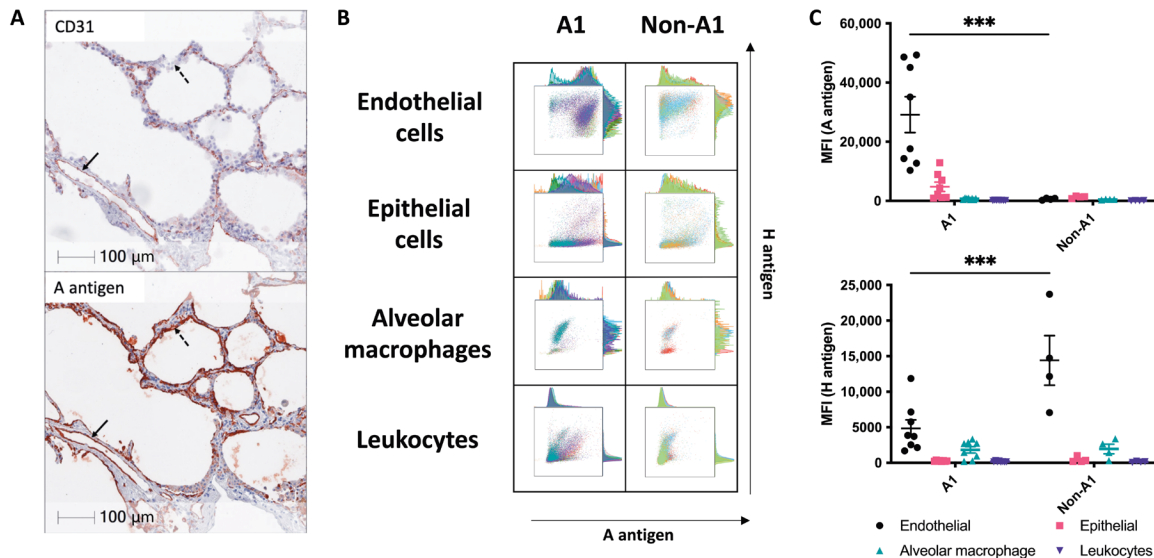 A
CD31
100 µm
A antigen
100 µm
B
A1
Non-A1
Endothelial
cells
Epithelial
cells
Alveolar
macrophages
Leukocytes
H antigen
A antigen
C
60,000
***
40,000
20,000
0
MFI (A antigen)
A1
Non-A1
25,000
***
20,000
15,000
10,000
5000
0
MFI (H antigen)
A1
Non-A1
Endothelial
Epithelial
Alveolar macrophage
Leukocytes